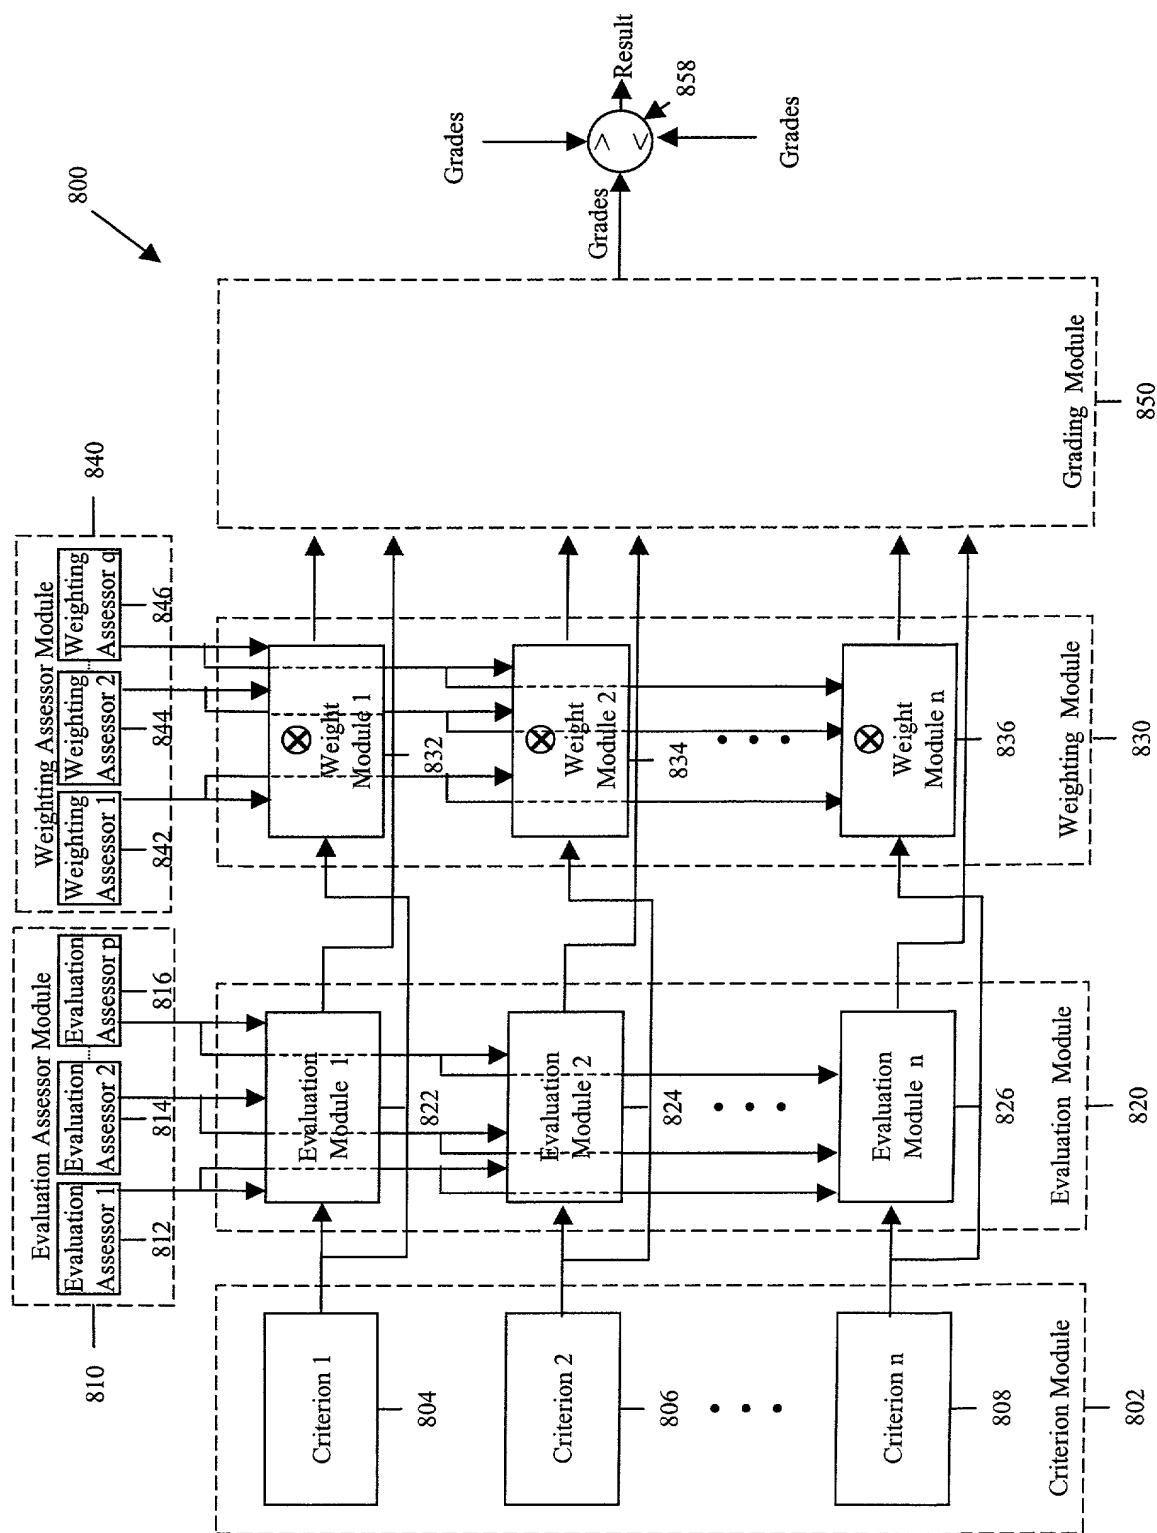 800
Evaluation Assessor Module
Evaluation
Assessor 1
Evaluation
Assessor 2
Evaluation
Assessor p
810
812
814
816
Weighting Assessor Module
Weighting
Assessor 1
Weighting
Assessor 2
Weighting
Assessor q
840
842
844
846
Criterion 1
804
Evaluation
Module 1
822
Weight
Module 1
832
Criterion 2
806
Evaluation
Module 2
824
Weight
Module 2
834
Criterion n
808
Evaluation
Module n
826
Weight
Module n
836
Criterion Module
802
Evaluation Module
820
Weighting Module
830
Grading Module
850
Grades
Grades
Grades
> <
Result
858